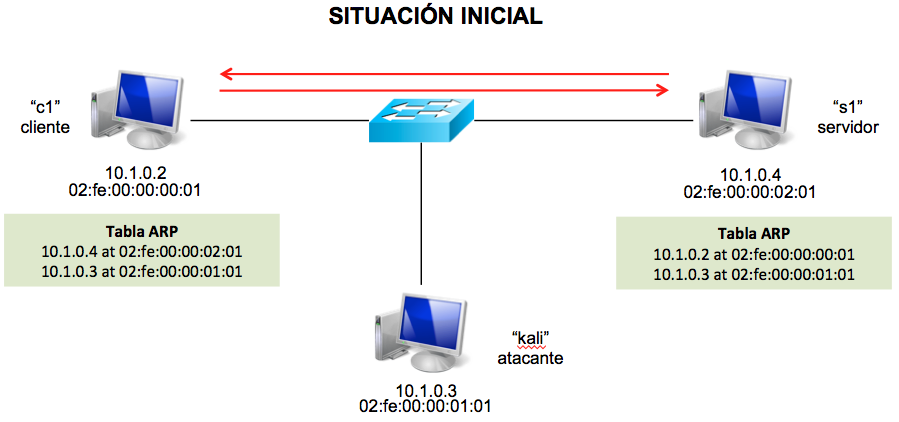 SITUACIÓN INICIAL
“c1”
cliente
10.1.0.2
02:fe:00:00:00:01
Tabla ARP
10.1.0.4 at 02:fe:00:00:02:01
10.1.0.3 at 02:fe:00:00:01:01
“s1”
servidor
10.1.0.4
02:fe:00:00:02:01
Tabla ARP
10.1.0.2 at 02:fe:00:00:00:01
10.1.0.3 at 02:fe:00:00:01:01
“kali”
atacante
10.1.0.3
02:fe:00:00:01:01